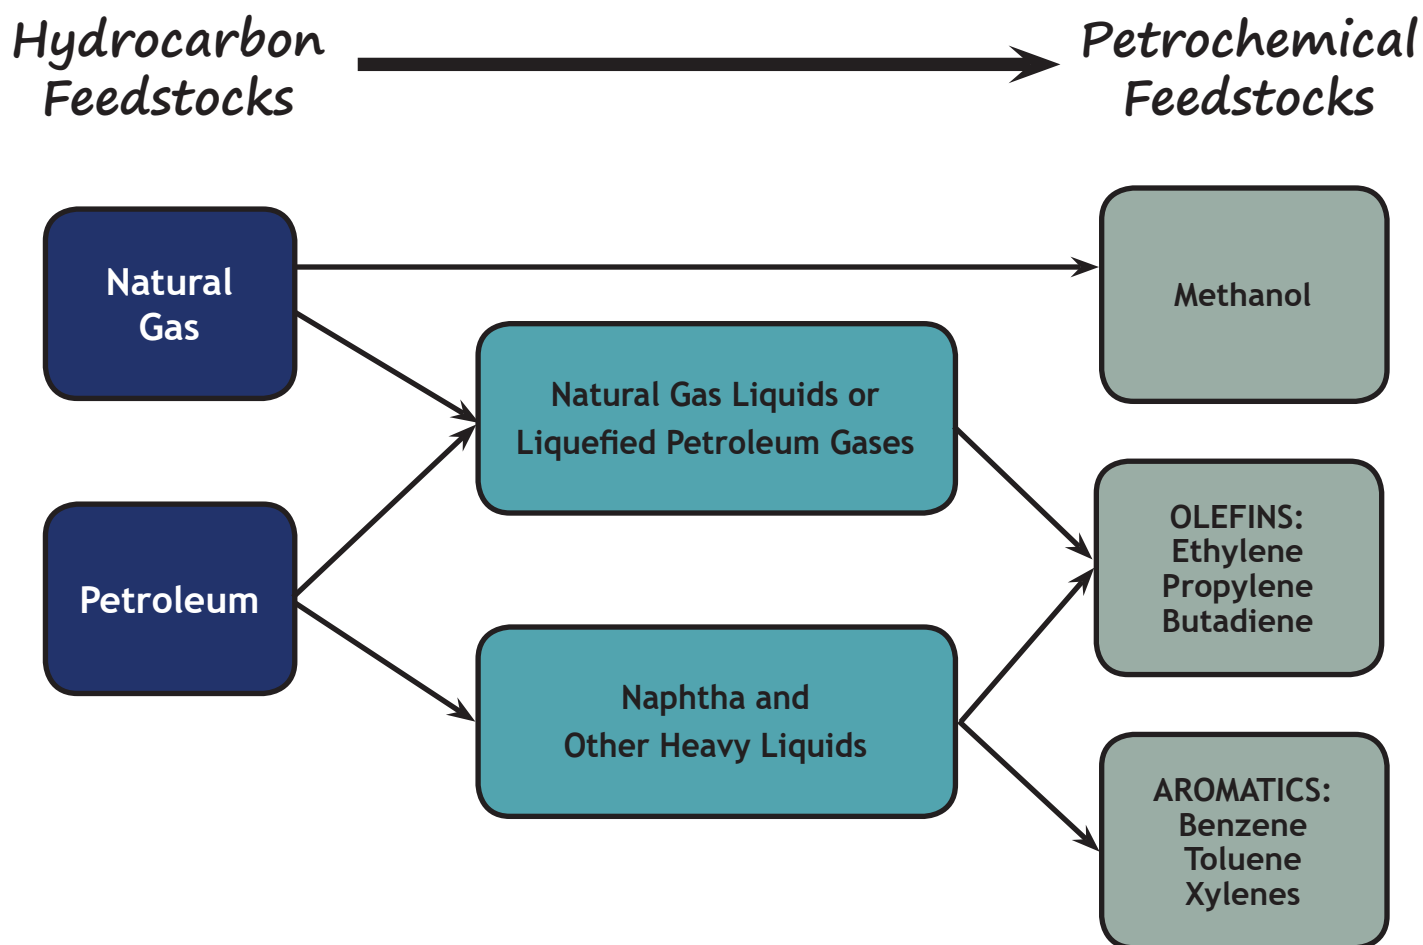 Hydrocarbon
Feedstocks
Petrochemical
Feedstocks
Natural
Gas
Methanol
Natural Gas Liquids or
Liquefied Petroleum Gases
Petroleum
OLEFINS:
Ethylene
Propylene
Butadiene
Naphtha and
Other Heavy Liquids
AROMATICS:
Benzene
Toluene
Xylenes